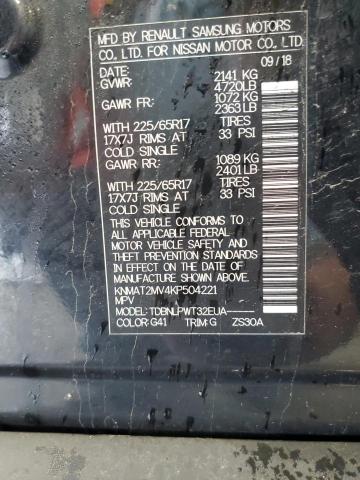 MFD BY RENAULT SAMSUNG MOTORS
CO. LTD. FOR NISSAN MOTOR CO., LTD.
09/18
DATE:
GVWR: 2141 KG
4720LB
GAWR FR: 1072 KG
2363LB
WITH 225/65R17 TIRES
17X7J RIMS AT 33 PSI
COLD SINGLE
GAWR RR: 1089 KG
2401LB
WITH 225/65R17 TIRES
17X7J RIMS AT 33 PSI
COLD SINGLE
THIS VEHICLE CONFORMS TO
ALL APPLICABLE FEDERAL
MOTOR VEHICLE SAFETY AND
THEFT PREVENTION STANDARDS
IN EFFECT ON THE DATE OF
MANUFACTURE SHOWN ABOVE.
KNMAT2MV4KP504221
MPV
MODEL: TDBNLPWT32EUA-----
COLOR: G41 TRIM: G ZS30A